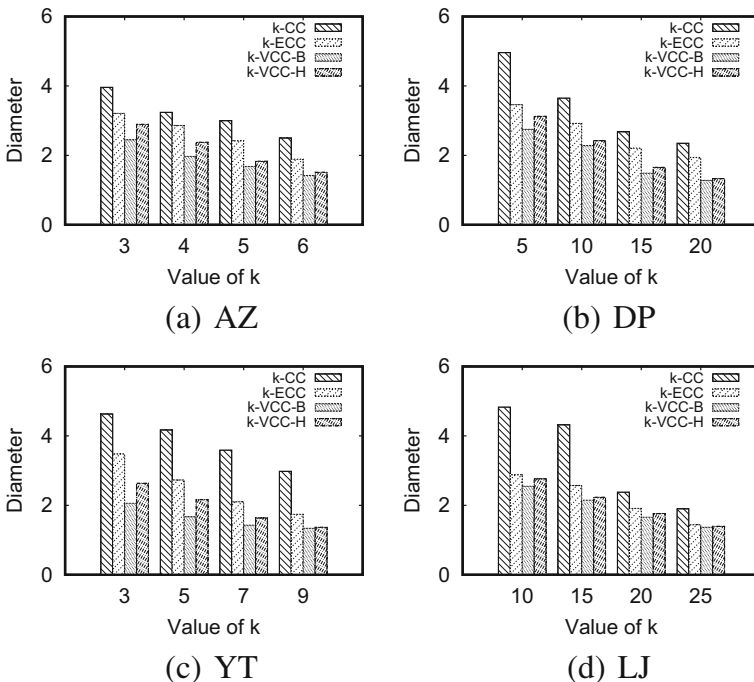 6
4
2
0
Diameter
k-CC
k-ECC
k-VCC-B
k-VCC-H
3 4 5 6
Value of k
(a) AZ
6
4
2
0
Diameter
k-CC
k-ECC
k-VCC-B
k-VCC-H
5 10 15 20
Value of k
(b) DP
6
4
2
0
Diameter
k-CC
k-ECC
k-VCC-B
k-VCC-H
3 5 7 9
Value of k
(c) YT
6
4
2
0
Diameter
k-CC
k-ECC
k-VCC-B
k-VCC-H
10 15 20 25
Value of k
(d) LJ